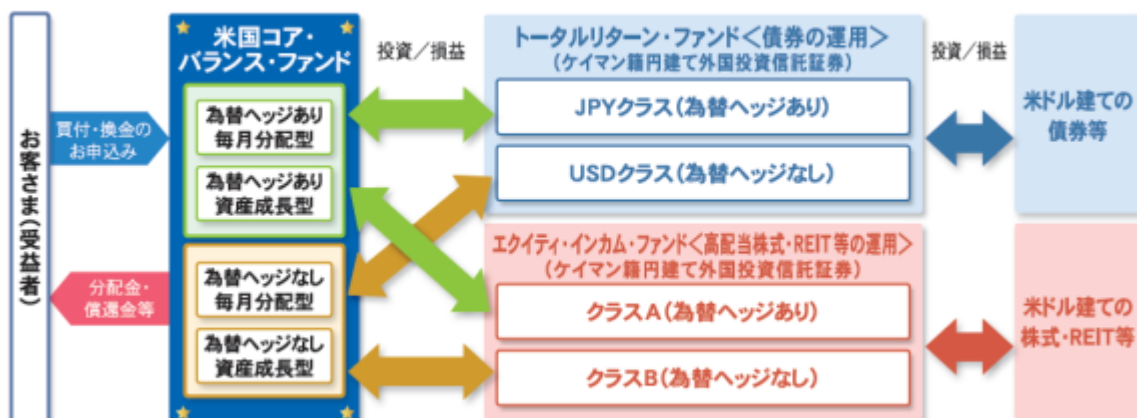 お客さま(受益者)
買付・換金の
お申込み
分配金・
償還金等
米国コア・
バランス・ファンド
為替ヘッジあり
毎月分配型
為替ヘッジあり
資産成長型
為替ヘッジなし
毎月分配型
為替ヘッジなし
資産成長型
投資/損益
トータルリターン・ファンド<債券の運用>
(ケイマン籍円建て外国投資信託証券)
JPYクラス(為替ヘッジあり)
USDクラス(為替ヘッジなし)
エクイティ・インカム・ファンド<高配当株式・REIT等の運用>
(ケイマン籍円建て外国投資信託証券)
クラスA(為替ヘッジあり)
クラスB(為替ヘッジなし)
投資/損益
米ドル建ての
債券等
米ドル建ての
株式・REIT等